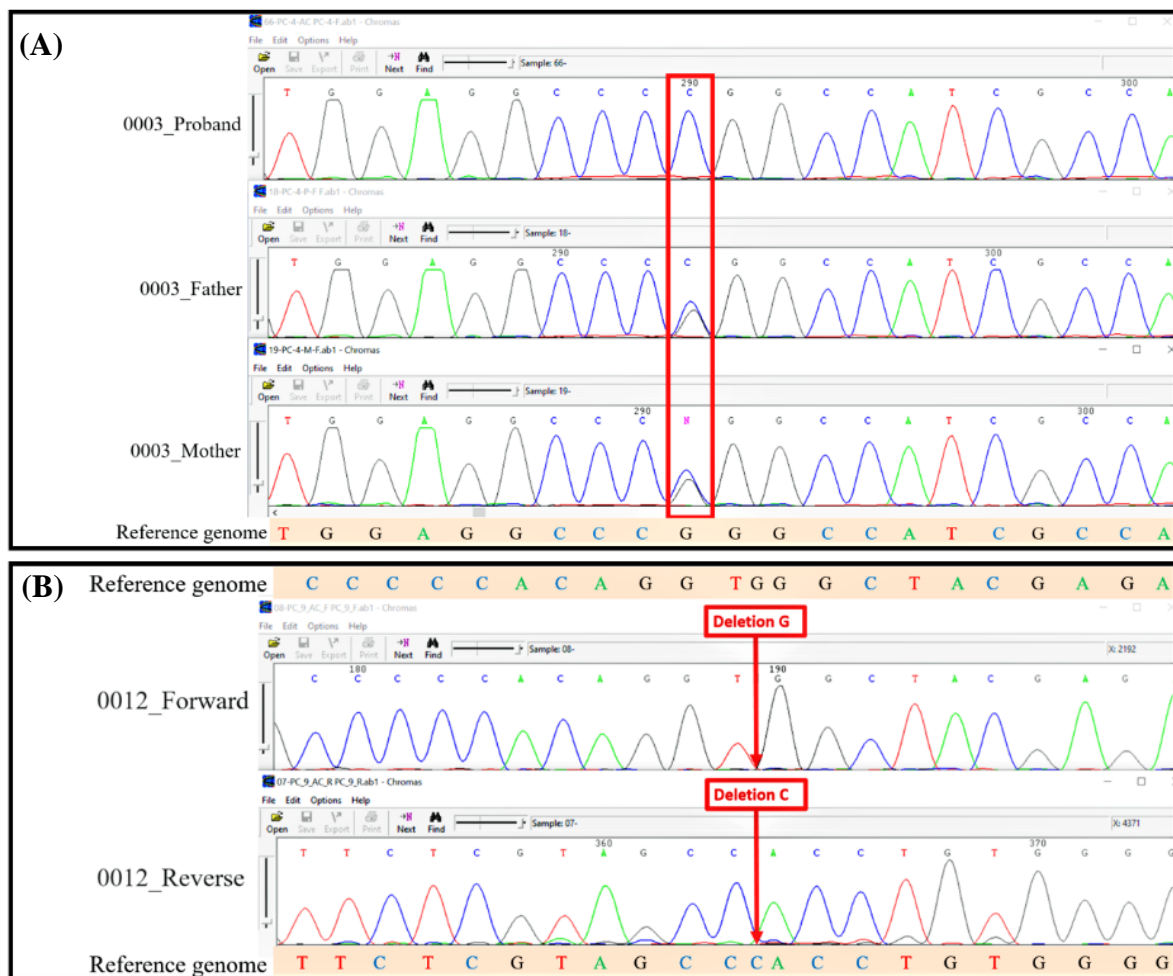 (A)
66-PC-4-AC PC-4-F.ab1 - Chromas
File Edit Options Help
Open Save Export Print Next Find Sample: 66-
290 300
T G G A G G C C C C G G C C A T C G C C A
0003_Proband
18-PC-4-P-F F.ab1 - Chromas
File Edit Options Help
Open Save Export Print Next Find Sample: 18-
290 300
T G G A G G C C C C G G C C A T C G C C A
0003_Father
19-PC-4-M-F.ab1 - Chromas
File Edit Options Help
Open Save Export Print Next Find Sample: 19-
290 300
T G G A G G C C C N G G C C A T C G C C A
0003_Mother
Reference genome T G G A G G C C C G G G C C A T C G C C A
(B)
Reference genome C C C C C A C A G G T G G G C T A C G A G A
08-PC_9_AC_F PC_9_F.ab1 - Chromas
File Edit Options Help
Deletion G
Open Save Export Print Next Find Sample: 08- X: 2192
180 190
C C C C C A C A G G T G G C T A C G A G
0012_Forward
07-PC_9_AC_R PC_9_R.ab1 - Chromas
File Edit Options Help
Deletion C
Open Save Export Print Next Find Sample: 07- X: 4371
360 370
T T C T C G T A G C C A C C T G T G G G G
0012_Reverse
Reference genome T T C T C G T A G C C C A C C T G T G G G G